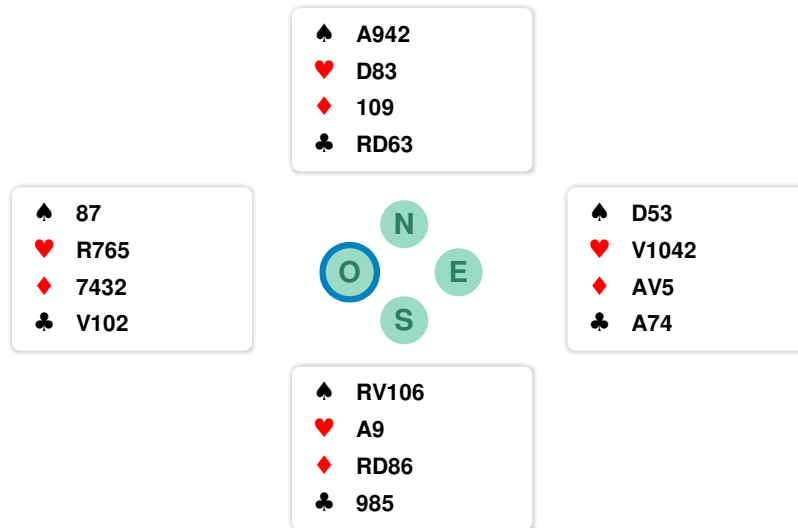 ♠ A942
♥ D83
♦ 109
♣ RD63
♠ 87
♥ R765
♦ 7432
♣ V102
N
O E
S
♠ D53
♥ V1042
♦ AV5
♣ A74
♠ RV106
♥ A9
♦ RD86
♣ 985